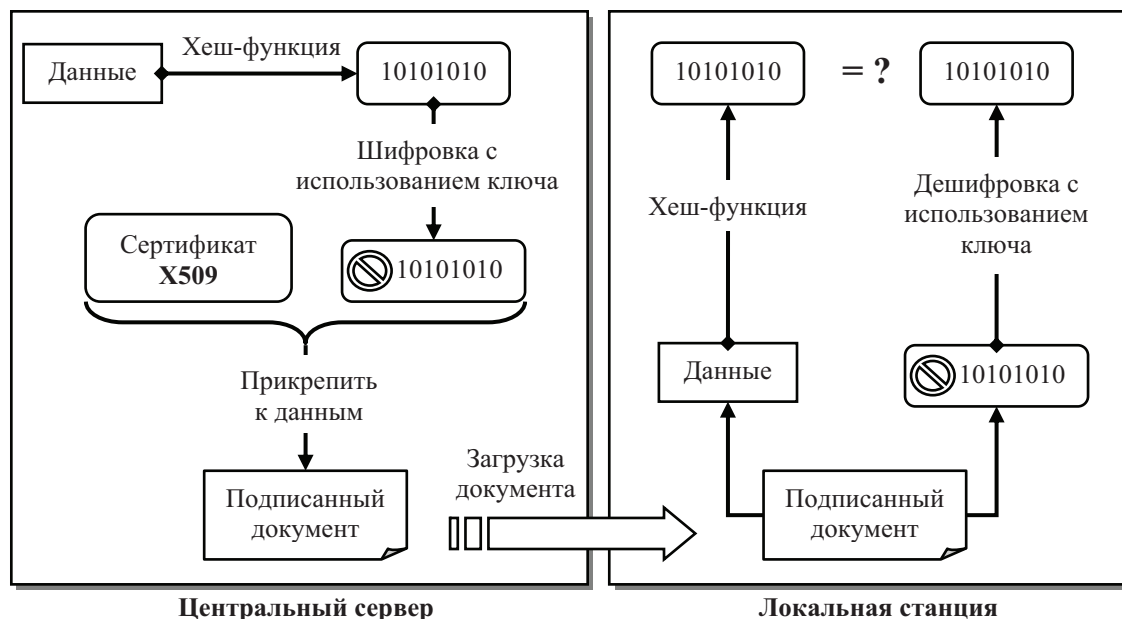 Данные
Хеш-функция
10101010
Шифровка с
использованием ключа
Сертификат
X509
10101010
Прикрепить
к данным
Подписанный
документ
Центральный сервер
Загрузка
документа
10101010
= ?
10101010
Хеш-функция
Дешифровка с
использованием
ключа
Данные
10101010
Подписанный
документ
Локальная станция